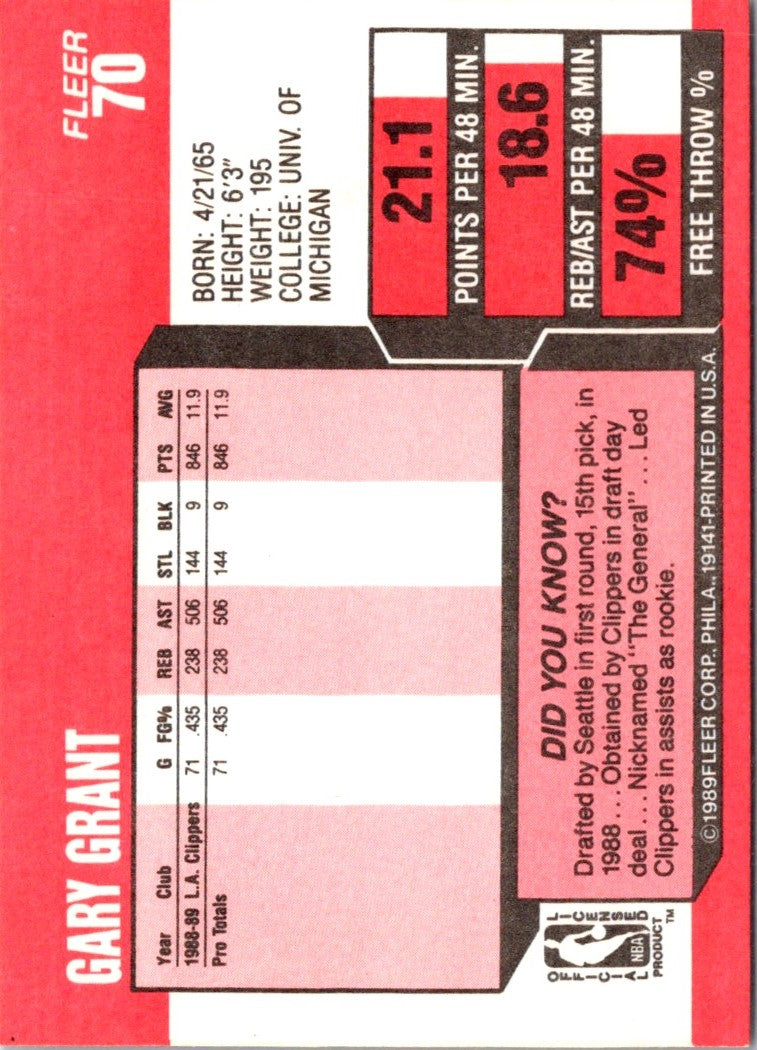 GARY GRANT
FLEER
70
Year Club G FG% REB AST STL BLK PTS AVG
1988-89 L.A. Clippers 71 .435 238 506 144 9 846 11.9
Pro Totals 71 .435 238 506 144 9 846 11.9
BORN: 4/21/65
HEIGHT: 6'3"
WEIGHT: 195
COLLEGE: UNIV. OF
MICHIGAN
21.1
POINTS PER 48 MIN.
18.6
REB/AST PER 48 MIN.
74%
FREE THROW %
DID YOU KNOW?
Drafted by Seattle in first round, 15th pick, in
1988 ... Obtained by Clippers in draft day
deal ... Nicknamed "The General" ... Led
Clippers in assists as rookie.
OFFICIAL LICENSED
NBA
PRODUCT™
©1989 FLEER CORP., PHILA., 19141-PRINTED IN U.S.A.